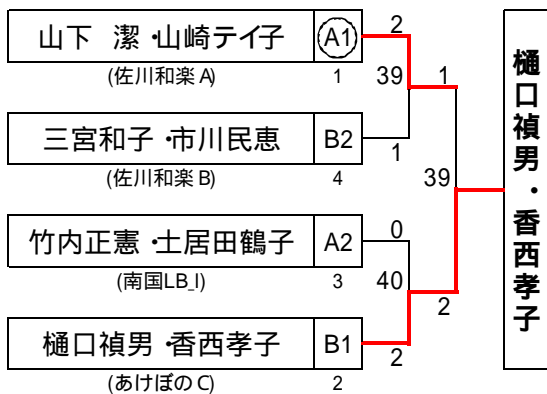 山下 潔・山崎テイ子 A1 2
(佐川和楽 A) 1 39 1
三宮和子・市川民恵 B2 1
(佐川和楽 B) 4 39
竹内正憲・土居田鶴子 A2 0
(南国LB_I) 3 40 2
樋口禎男・香西孝子 B1 2
(あけぼの C) 2
樋口禎男・香西孝子